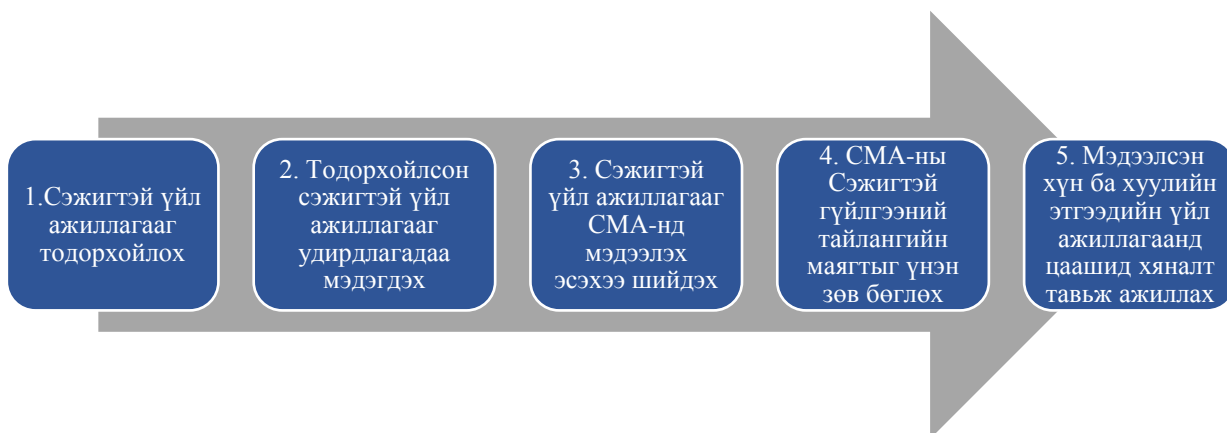 1.Сэжигтэй үйл
ажиллагааг
тодорхойлох
2. Тодорхойлсон
сэжигтэй үйл
ажиллагааг
удирдлагадаа
мэдэгдэх
3. Сэжигтэй
үйл ажиллагааг
СМА-нд
мэдээлэх
эсэхээ шийдэх
4. СМА-ны
Сэжигтэй
гүйлгээний
тайлангийн
маягтыг үнэн
зөв бөглөх
5. Мэдээлсэн
хүн ба хуулийн
этгээдийн үйл
ажиллагаанд
цаашид хяналт
тавьж ажиллах